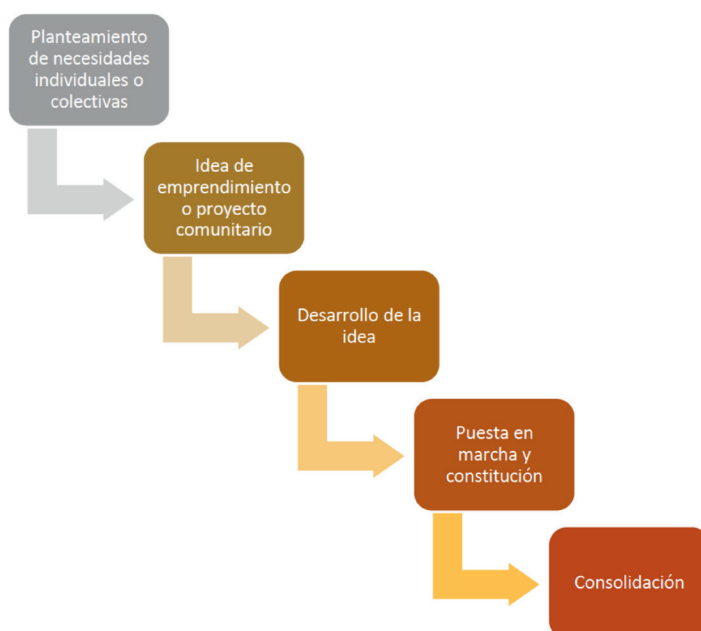 Planteamiento
de necesidades
individuales o
colectivas
Idea de
emprendimiento
o proyecto
comunitario
Desarrollo de la
idea
Puesta en
marcha y
constitución
Consolidación